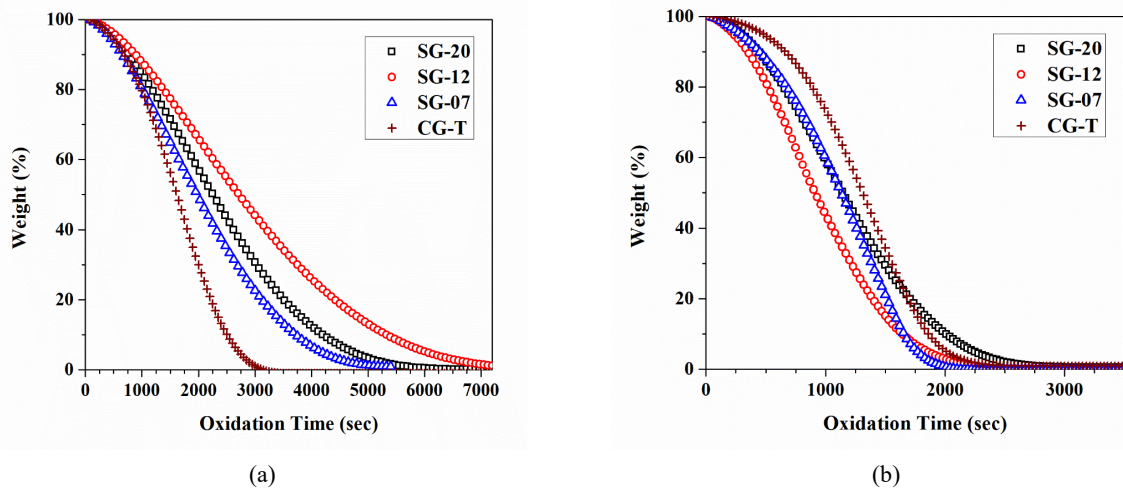 100
80
60
40
20
0
Weight (%)
SG-20
SG-12
SG-07
CG-T
0 1000 2000 3000 4000 5000 6000 7000
Oxidation Time (sec)
(a)
100
80
60
40
20
0
Weight (%)
SG-20
SG-12
SG-07
CG-T
0 1000 2000 3000
Oxidation Time (sec)
(b)